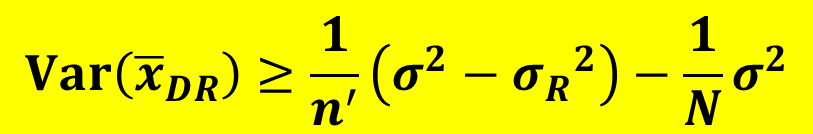 Var(x̄_DR) ≥ 1/n′ (σ² − σ_R²) − 1/N σ²